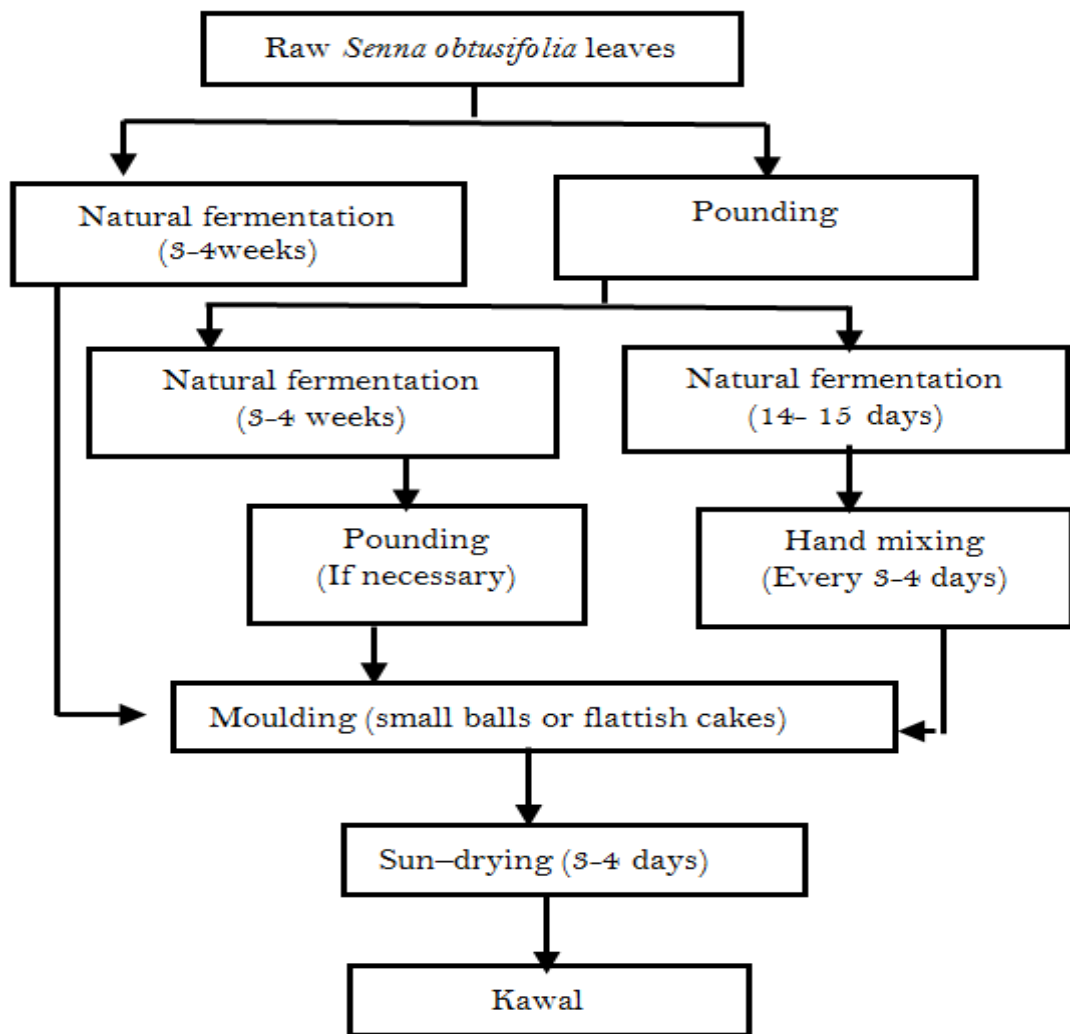 Raw Senna obtusifolia leaves
Natural fermentation
(3-4weeks)
Pounding
Natural fermentation
(3-4 weeks)
Natural fermentation
(14- 15 days)
Pounding
(If necessary)
Hand mixing
(Every 3-4 days)
Moulding (small balls or flattish cakes)
Sun–drying (3-4 days)
Kawal